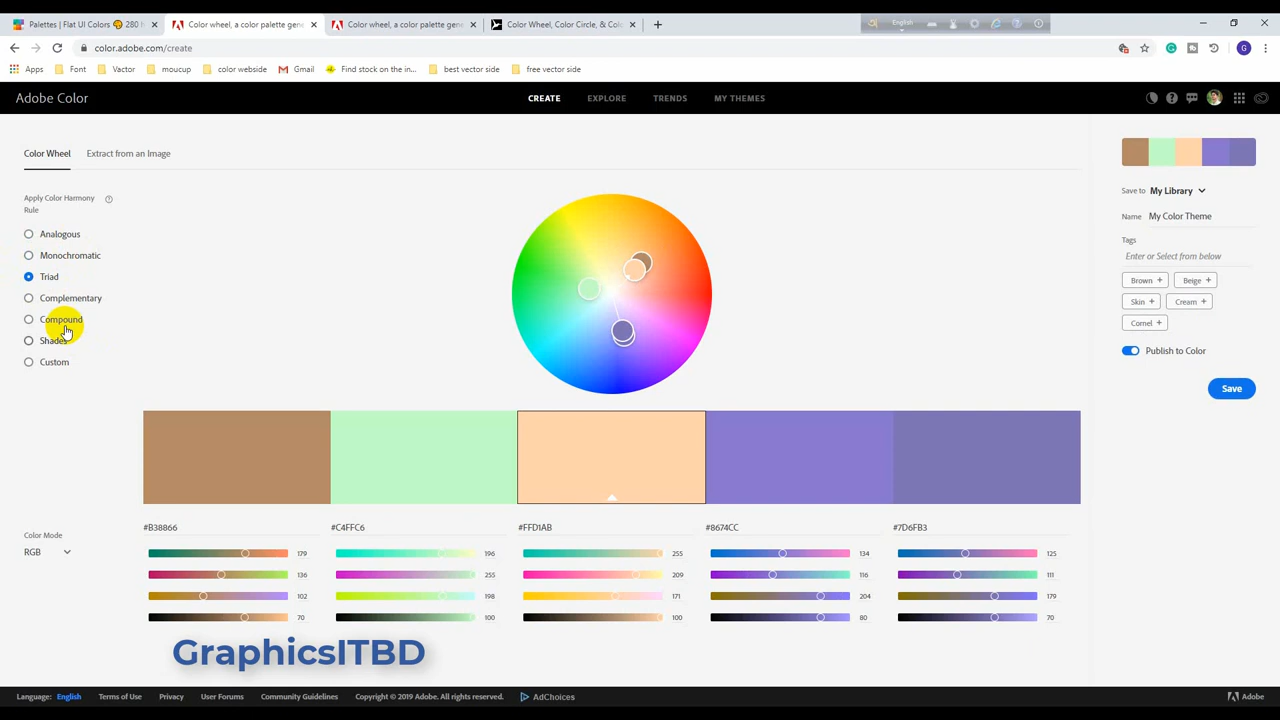 Palettes | Flat UI Colors 280 h
Color wheel, a color palette gene
Color wheel, a color palette gene
Color Wheel, Color Circle, & Colo
English
color.adobe.com/create
G
Apps
Font
Vactor
moucup
color webside
Gmail
Find stock on the in...
best vector side
free vector side
Adobe Color
CREATE
EXPLORE
TRENDS
MY THEMES
Color Wheel
Extract from an Image
Apply Color Harmony
Rule
Analogous
Monochromatic
Triad
Complementary
Compound
Shades
Custom
Save to My Library
Name My Color Theme
Tags
Enter or Select from below
Brown +
Beige +
Skin +
Cream +
Cornel +
Publish to Color
Save
Color Mode
RGB
#B38866
#C4FFC6
#FFD1AB
#8674CC
#7D6FB3
179
196
255
134
125
136
255
209
116
111
102
198
171
204
179
70
100
100
80
70
GraphicsITBD
Language: English
Terms of Use
Privacy
User Forums
Community Guidelines
Copyright © 2019 Adobe. All rights reserved.
AdChoices
Adobe